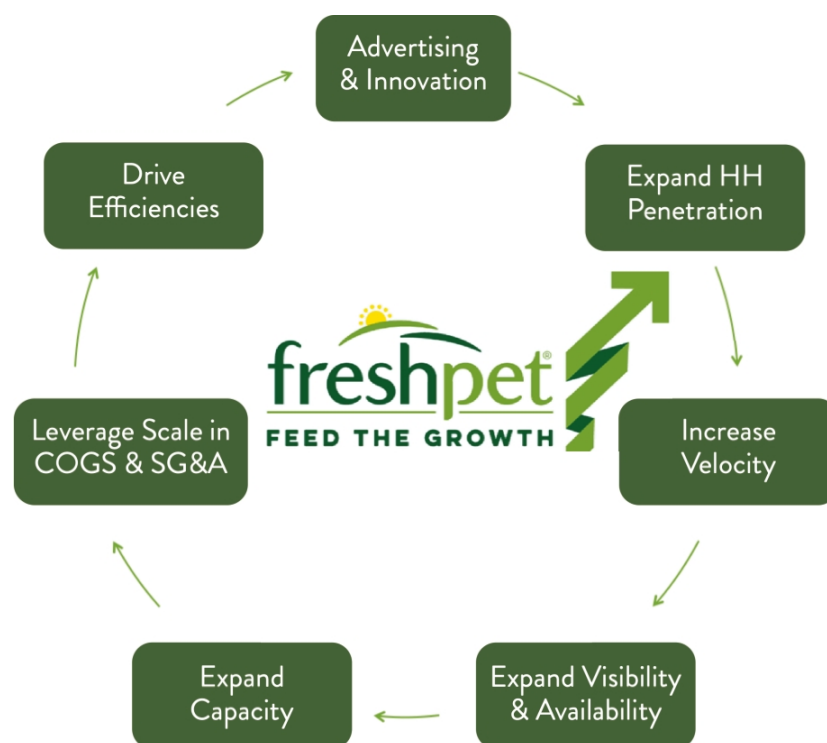 Advertising
& Innovation
Drive
Efficiencies
Expand HH
Penetration
freshpet®
FEED THE GROWTH
Leverage Scale in
COGS & SG&A
Increase
Velocity
Expand
Capacity
Expand Visibility
& Availability